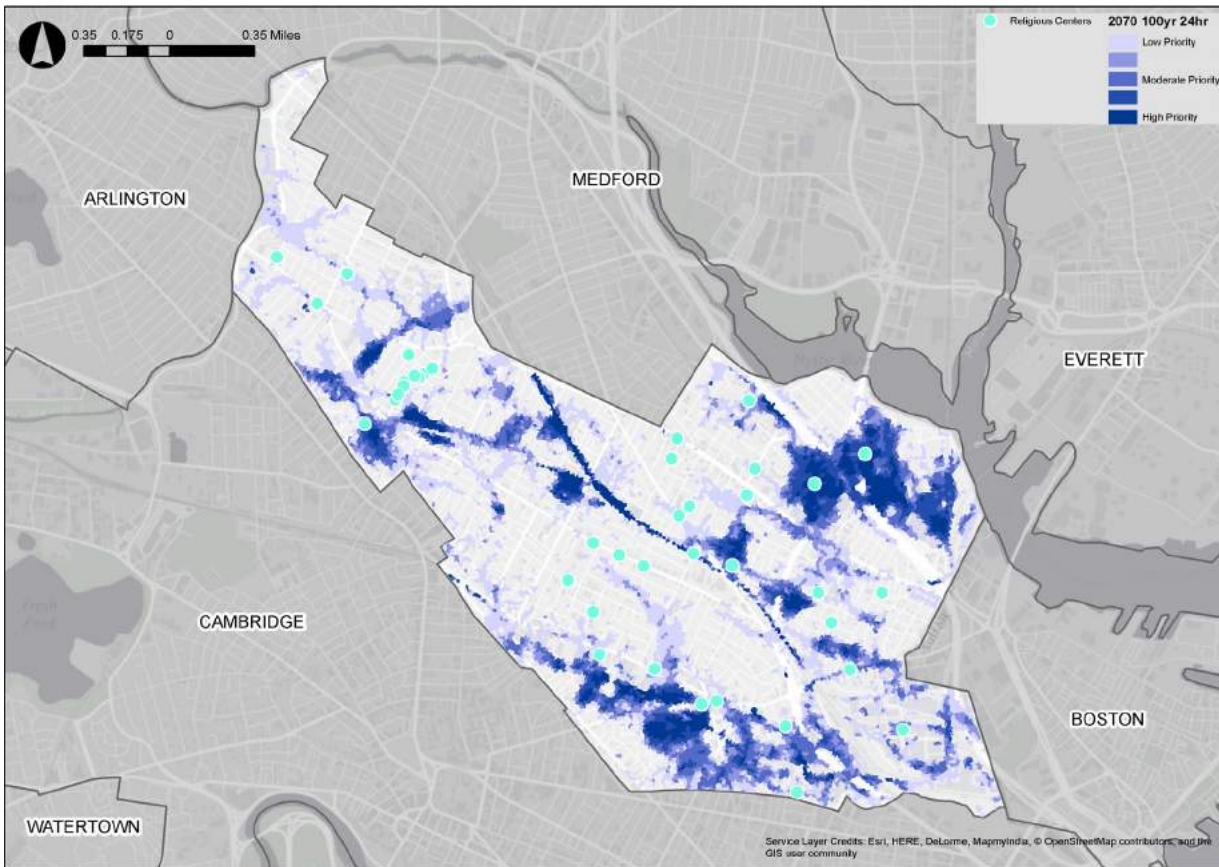 0.35 0.175 0 0.35 Miles
Religious Centers
2070 100yr 24hr
Low Priority
Moderate Priority
High Priority
MEDFORD
ARLINGTON
EVERETT
CAMBRIDGE
BOSTON
WATERTOWN
Service Layer Credits: Esri, HERE, DeLorme, MapmyIndia, © OpenStreetMap contributors, and the
GIS user community